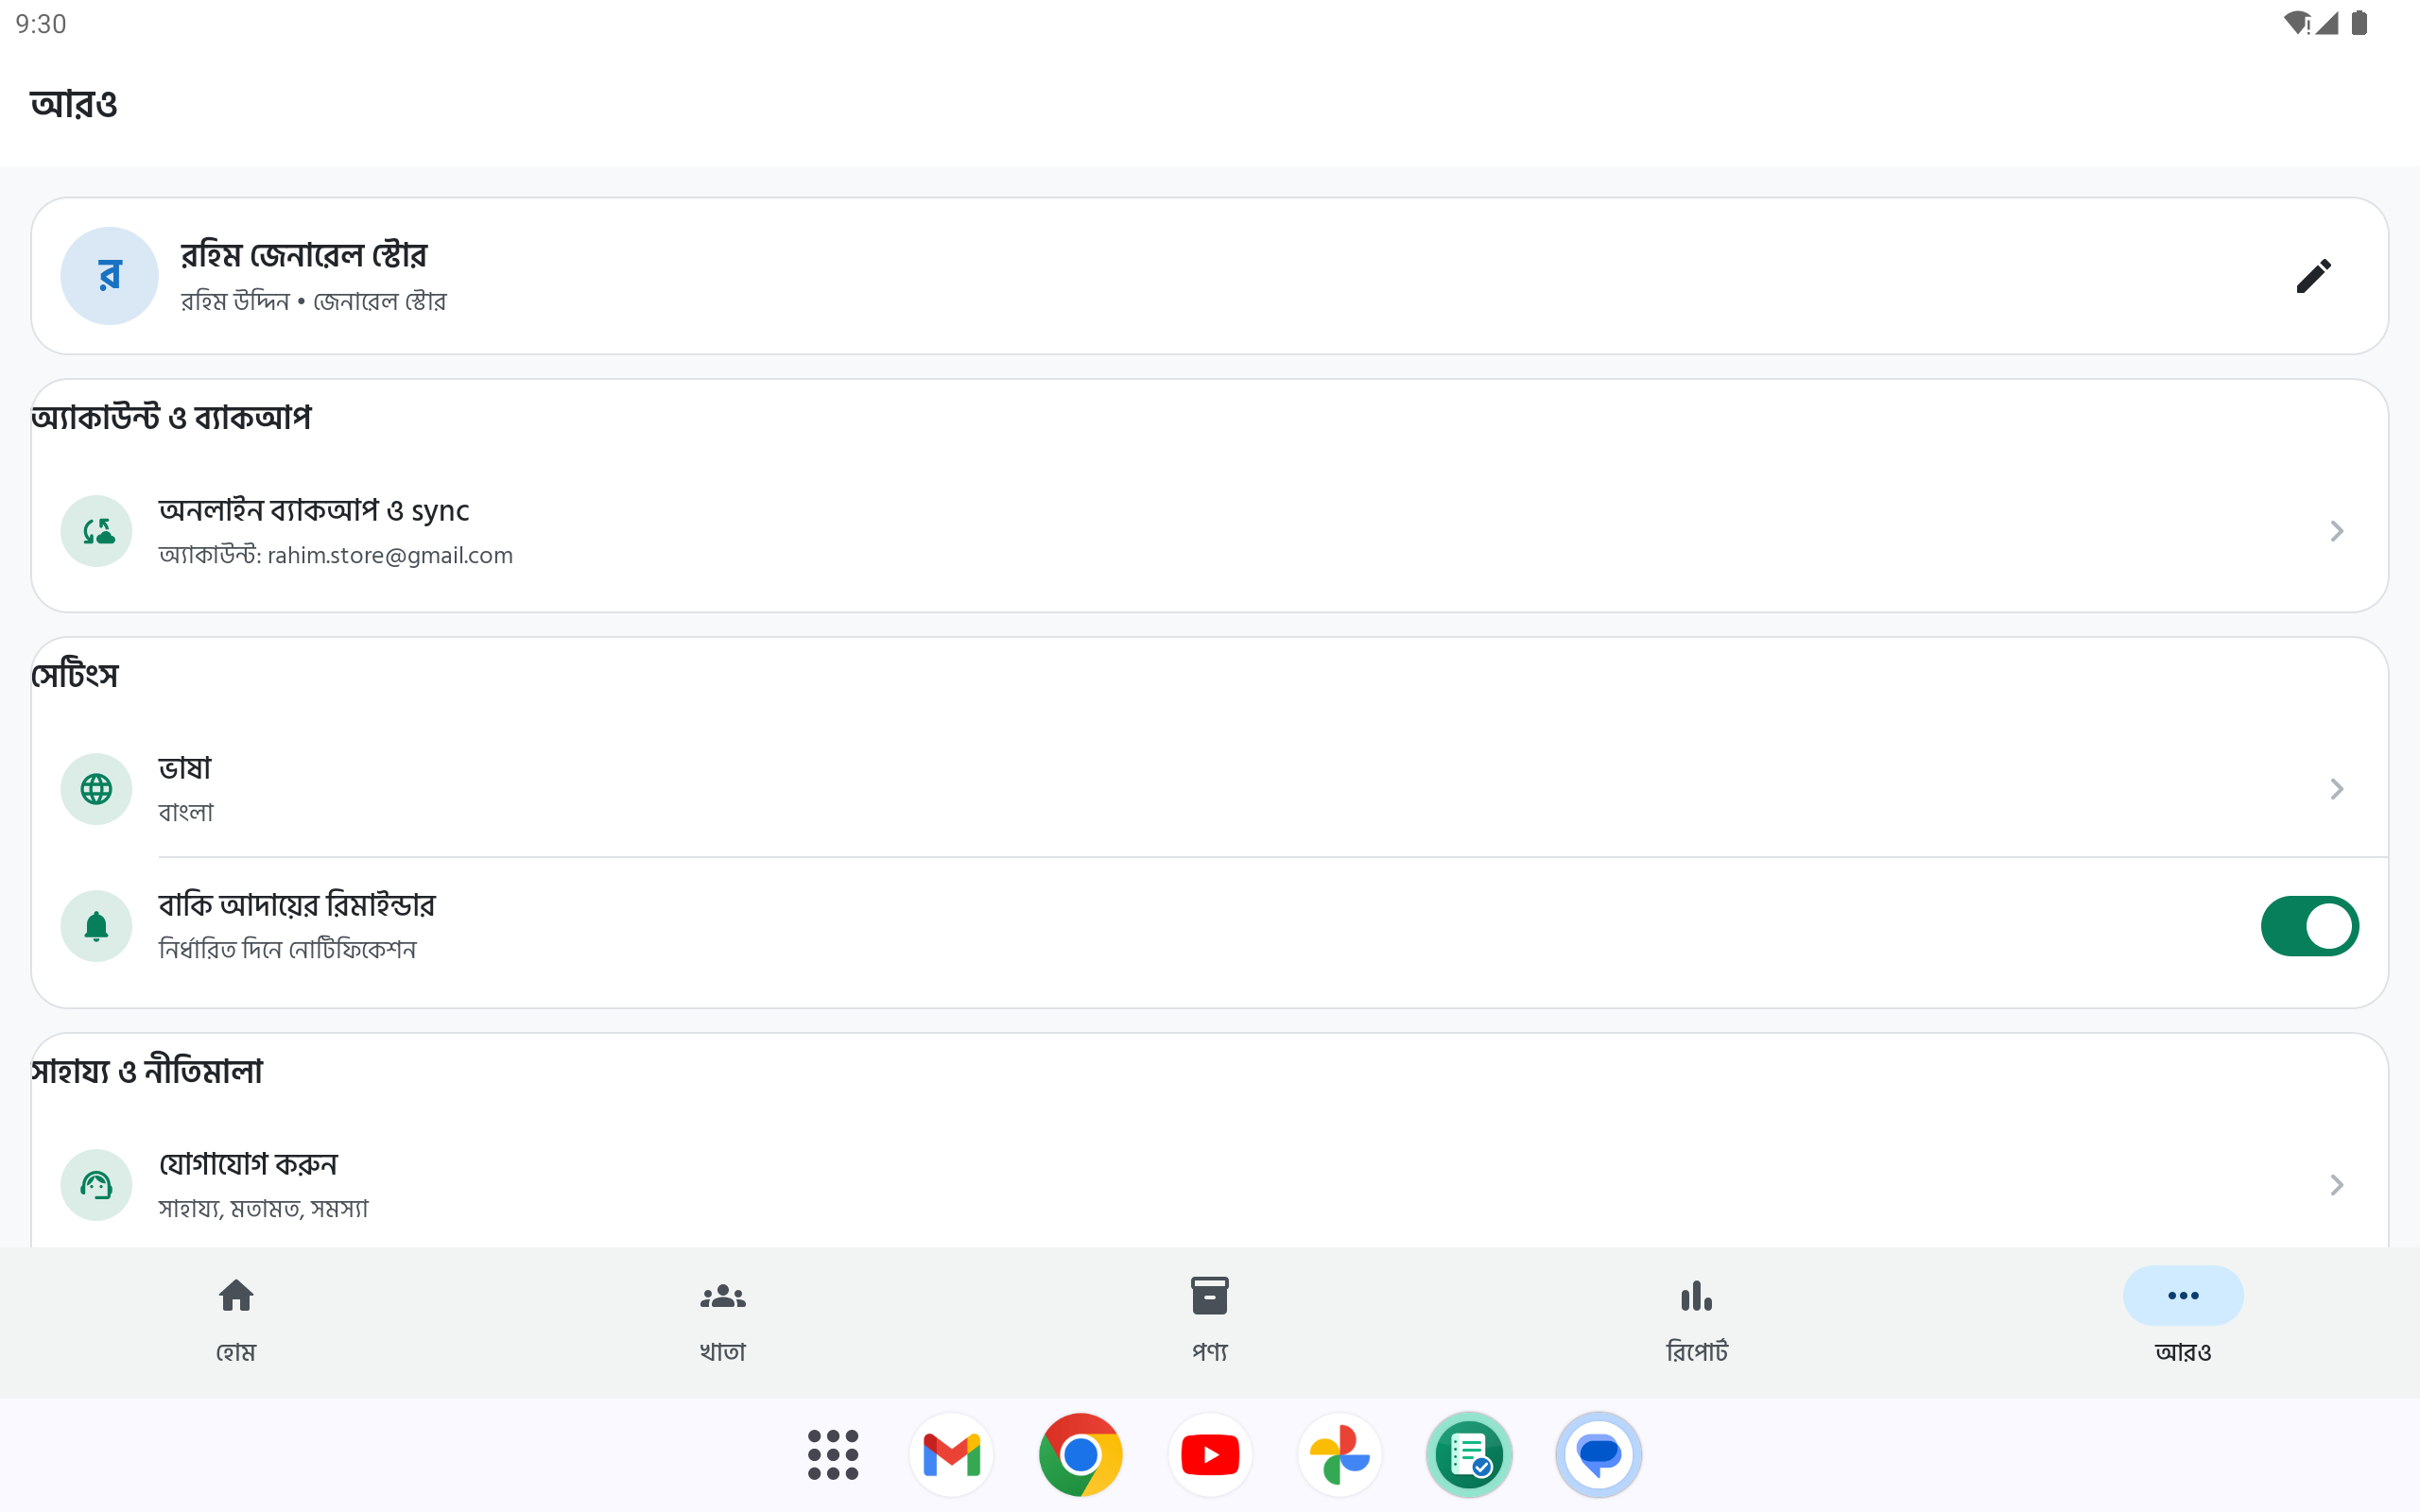 9:30
আরও
র
রহিম জেনারেল স্টোর
রহিম উদ্দিন • জেনারেল স্টোর
অ্যাকাউন্ট ও ব্যাকআপ
অনলাইন ব্যাকআপ ও sync
অ্যাকাউন্ট: rahim.store@gmail.com
সেটিংস
ভাষা
বাংলা
বাকি আদায়ের রিমাইন্ডার
নির্ধারিত দিনে নোটিফিকেশন
সাহায্য ও নীতিমালা
যোগাযোগ করুন
সাহায্য, মতামত, সমস্যা
হোম
খাতা
পণ্য
রিপোর্ট
আরও